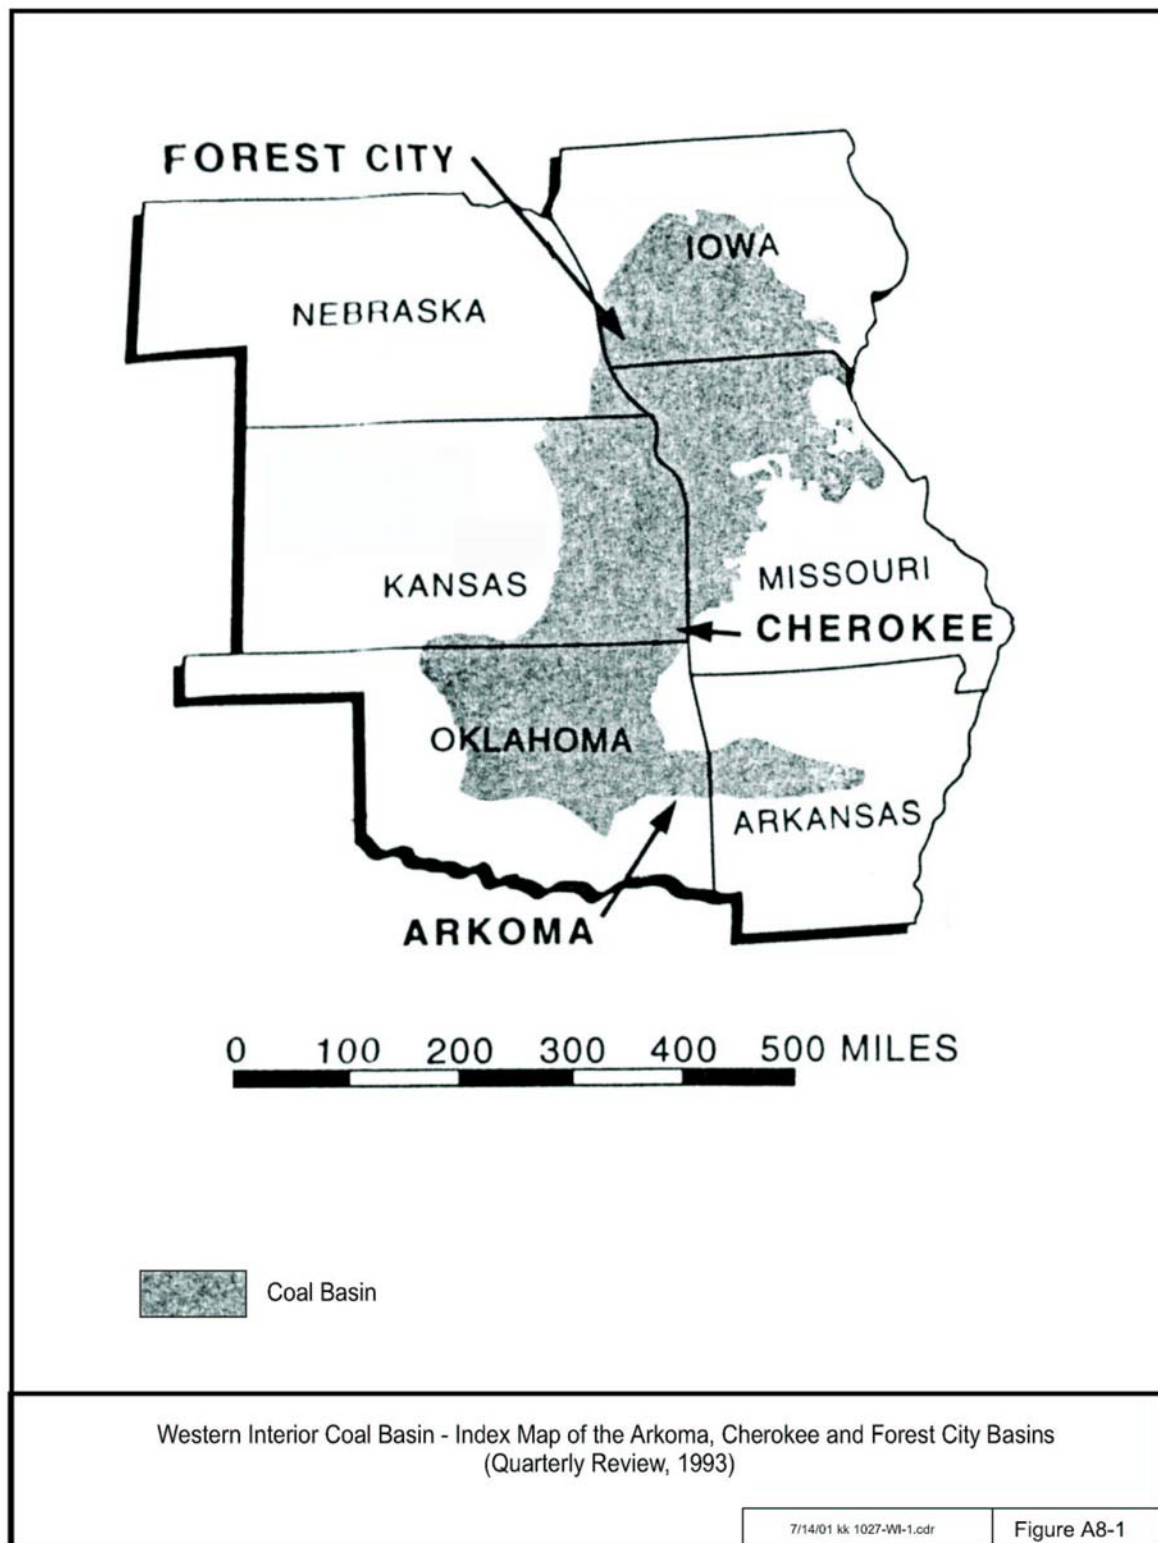 FOREST CITY
IOWA
NEBRASKA
KANSAS
MISSOURI
CHEROKEE
OKLAHOMA
ARKANSAS
ARKOMA
0 100 200 300 400 500 MILES
Coal Basin
Western Interior Coal Basin - Index Map of the Arkoma, Cherokee and Forest City Basins
(Quarterly Review, 1993)
7/14/01 kk 1027-WI-1.cdr
Figure A8-1